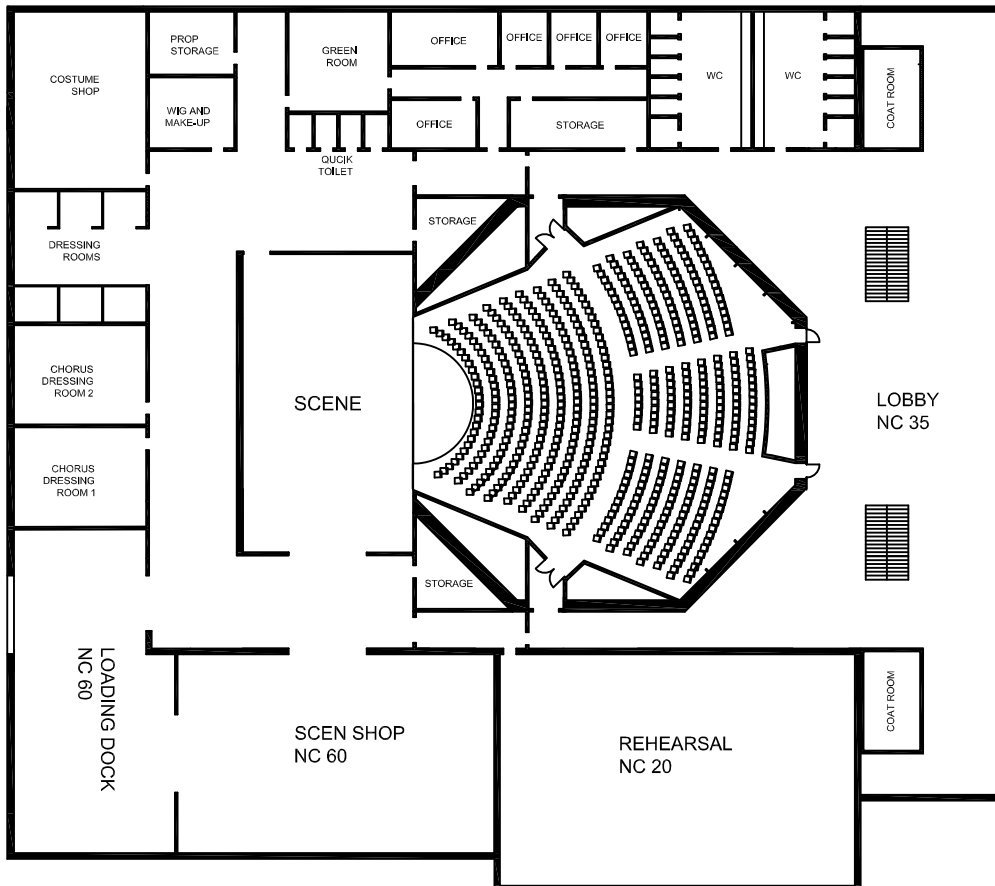 PROP
STORAGE
GREEN
ROOM
OFFICE
OFFICE
OFFICE
OFFICE
COSTUME
SHOP
WC
WC
COAT ROOM
WIG AND
MAKE-UP
OFFICE
STORAGE
QUCIK
TOILET
STORAGE
DRESSING
ROOMS
CHORUS
DRESSING
ROOM 2
SCENE
LOBBY
NC 35
CHORUS
DRESSING
ROOM 1
STORAGE
LOADING DOCK
NC 60
SCEN SHOP
NC 60
REHEARSAL
NC 20
COAT ROOM